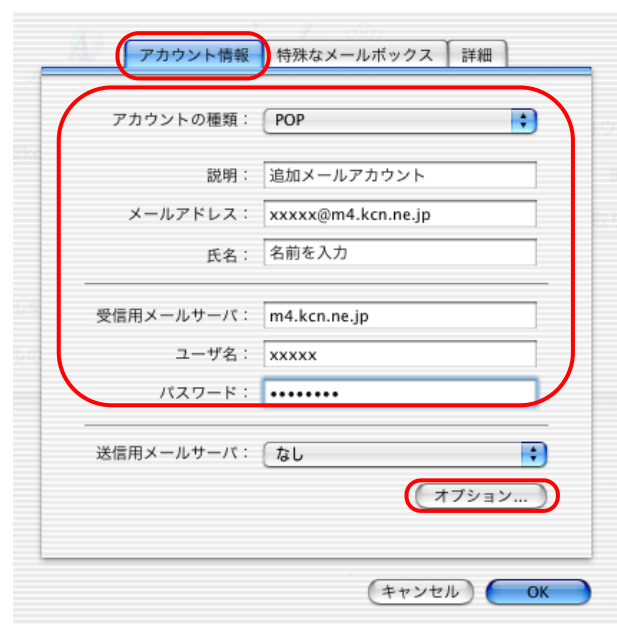 アカウント情報 特殊なメールボックス 詳細
アカウントの種類： POP
説明： 追加メールアカウント
メールアドレス： xxxxx@m4.kcn.ne.jp
氏名： 名前を入力
受信用メールサーバ： m4.kcn.ne.jp
ユーザ名： xxxxx
パスワード： ••••••••
送信用メールサーバ： なし
オプション...
キャンセル OK